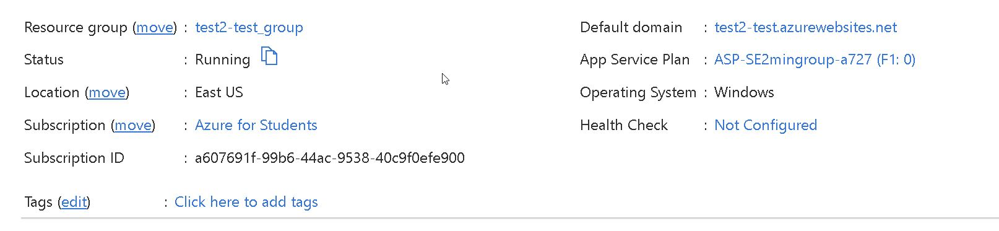 Resource group (move) : test2-test_group
Status : Running
Location (move) : East US
Subscription (move) : Azure for Students
Subscription ID : a607691f-99b6-44ac-9538-40c9f0efe900
Tags (edit) : Click here to add tags
Default domain : test2-test.azurewebsites.net
App Service Plan : ASP-SE2mingroup-a727 (F1: 0)
Operating System : Windows
Health Check : Not Configured